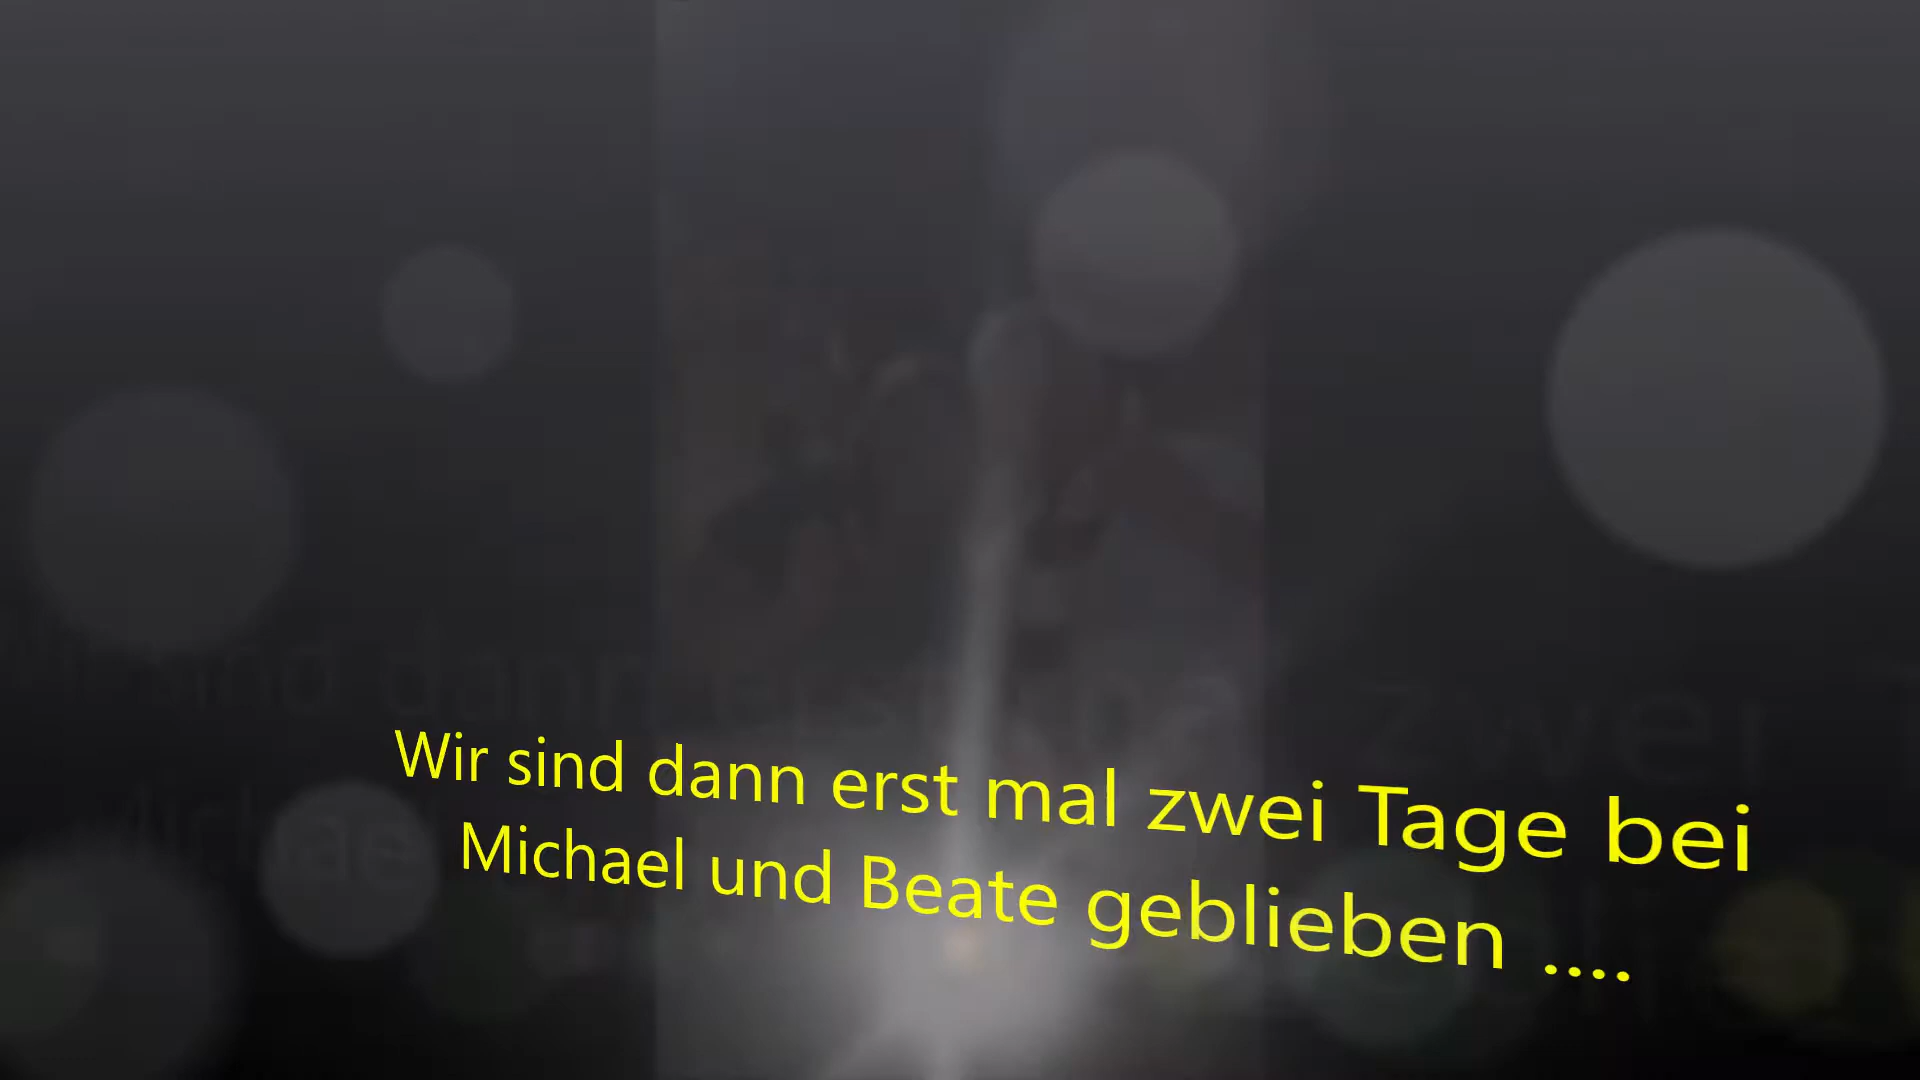 Wir sind dann erst mal zwei Tage bei
Michael und Beate geblieben ....